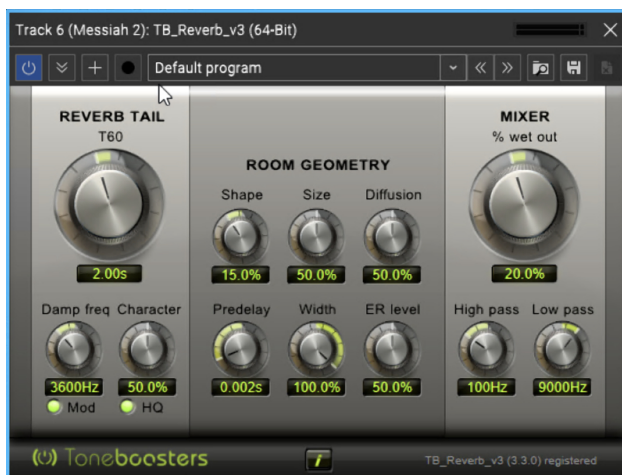 Track 6 (Messiah 2): TB_Reverb_v3 (64-Bit)
Default program
REVERB TAIL
T60
2.00s
Damp freq Character
3600Hz 50.0%
Mod HQ
ROOM GEOMETRY
Shape Size Diffusion
15.0% 50.0% 50.0%
Predelay Width ER level
0.002s 100.0% 50.0%
MIXER
% wet out
20.0%
High pass Low pass
100Hz 9000Hz
Toneboosters
i
TB_Reverb_v3 (3.3.0) registered